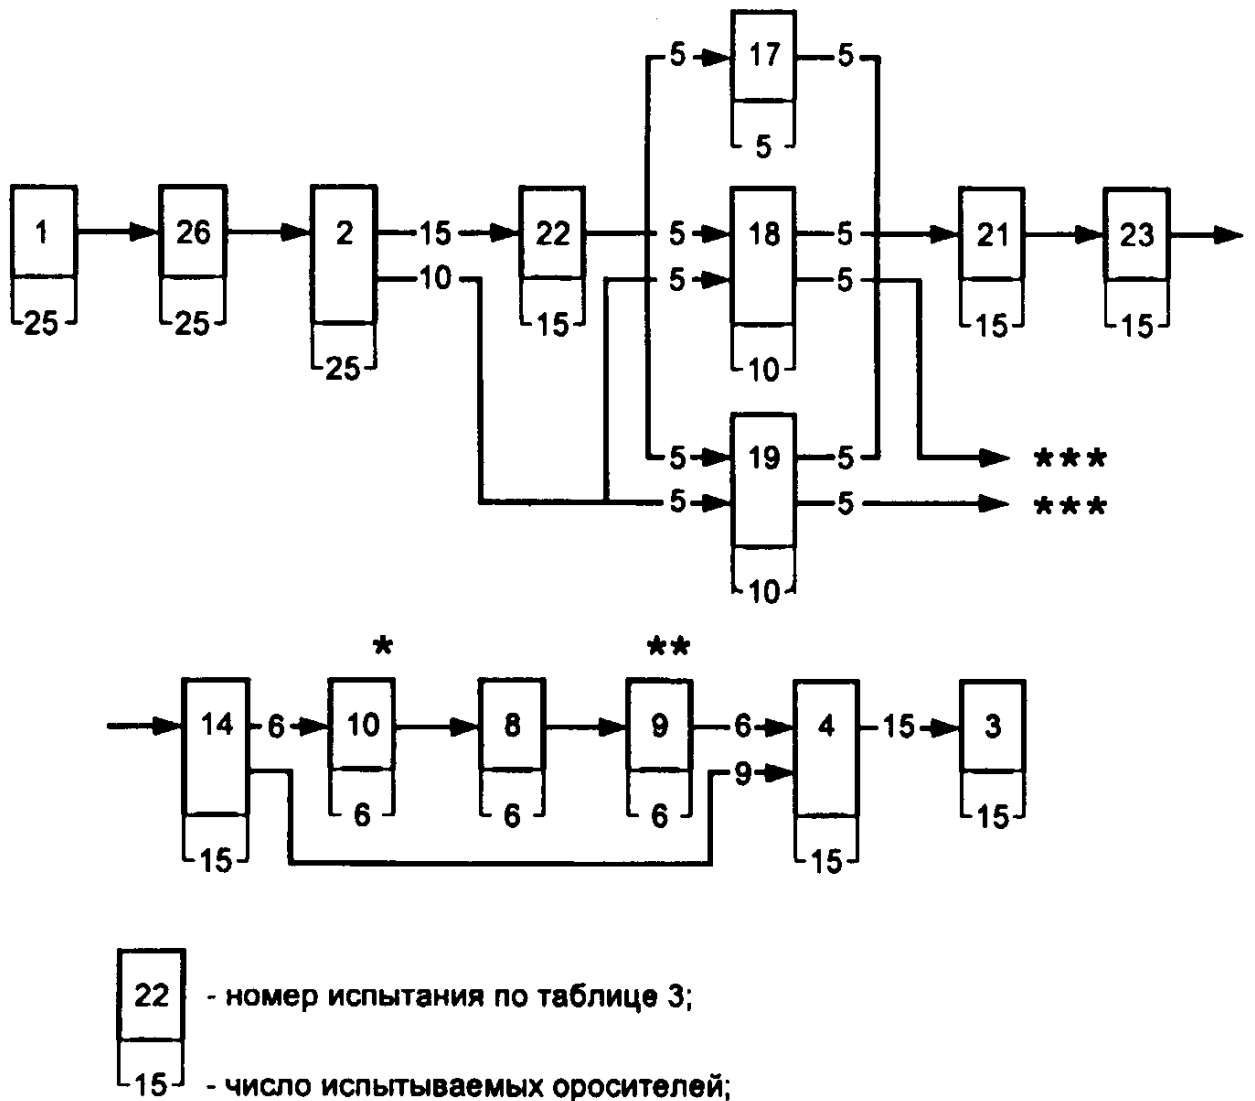 5 17 5
5
1 26 2 15 22 5 18 5 21 23
10 5 5
25 25 15 15 15
25 10
5 19 5 ***
5 5 ***
10
* **
14 6 10 8 9 6 4 15 3
9
6 6 6 15
15 15
22 - номер испытания по таблице 3;
15 - число испытываемых оросителей;